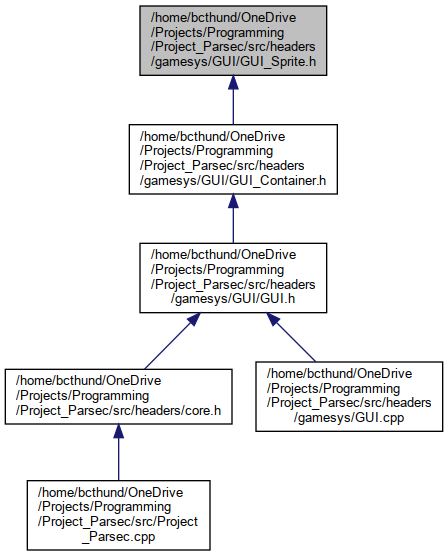 /home/bcthund/OneDrive
/Projects/Programming
/Project_Parsec/src/headers
/gamesys/GUI/GUI_Sprite.h
/home/bcthund/OneDrive
/Projects/Programming
/Project_Parsec/src/headers
/gamesys/GUI/GUI_Container.h
/home/bcthund/OneDrive
/Projects/Programming
/Project_Parsec/src/headers
/gamesys/GUI/GUI.h
/home/bcthund/OneDrive
/Projects/Programming
/Project_Parsec/src/headers/core.h
/home/bcthund/OneDrive
/Projects/Programming
/Project_Parsec/src/headers
/gamesys/GUI.cpp
/home/bcthund/OneDrive
/Projects/Programming
/Project_Parsec/src/Project
_Parsec.cpp